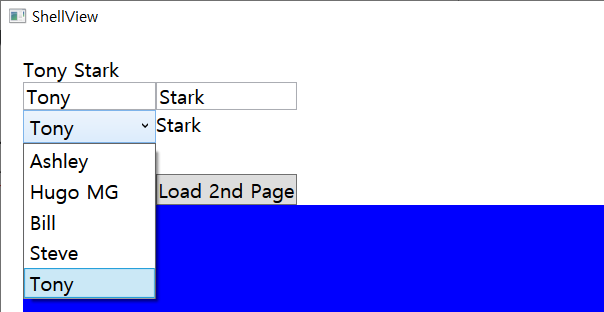 ShellView
Tony Stark
Tony Stark
Tony Stark
Ashley
Hugo MG
Load 2nd Page
Bill
Steve
Tony